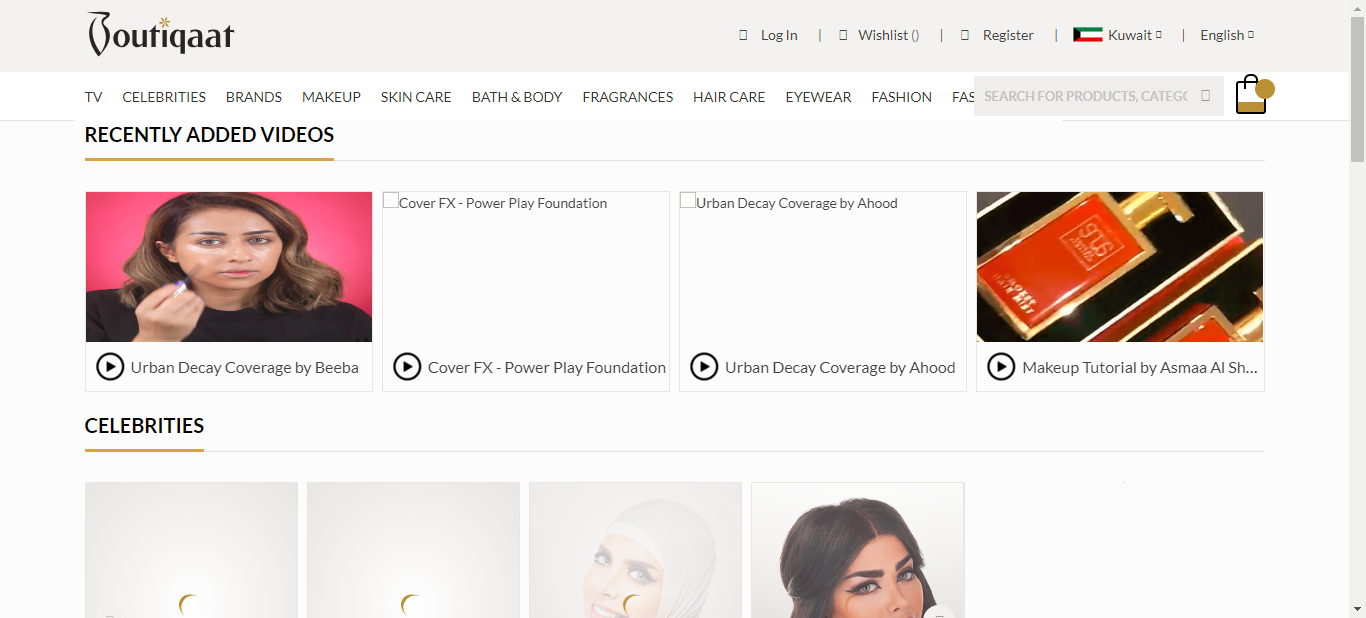 Boutiqaat
Log In | Wishlist () | Register | Kuwait | English
TV CELEBRITIES BRANDS MAKEUP SKIN CARE BATH & BODY FRAGRANCES HAIR CARE EYEWEAR FASHION FAS
SEARCH FOR PRODUCTS, CATEGO
RECENTLY ADDED VIDEOS
Cover FX - Power Play Foundation
Urban Decay Coverage by Ahood
Urban Decay Coverage by Beeba
Cover FX - Power Play Foundation
Urban Decay Coverage by Ahood
Makeup Tutorial by Asmaa Al Sh...
CELEBRITIES